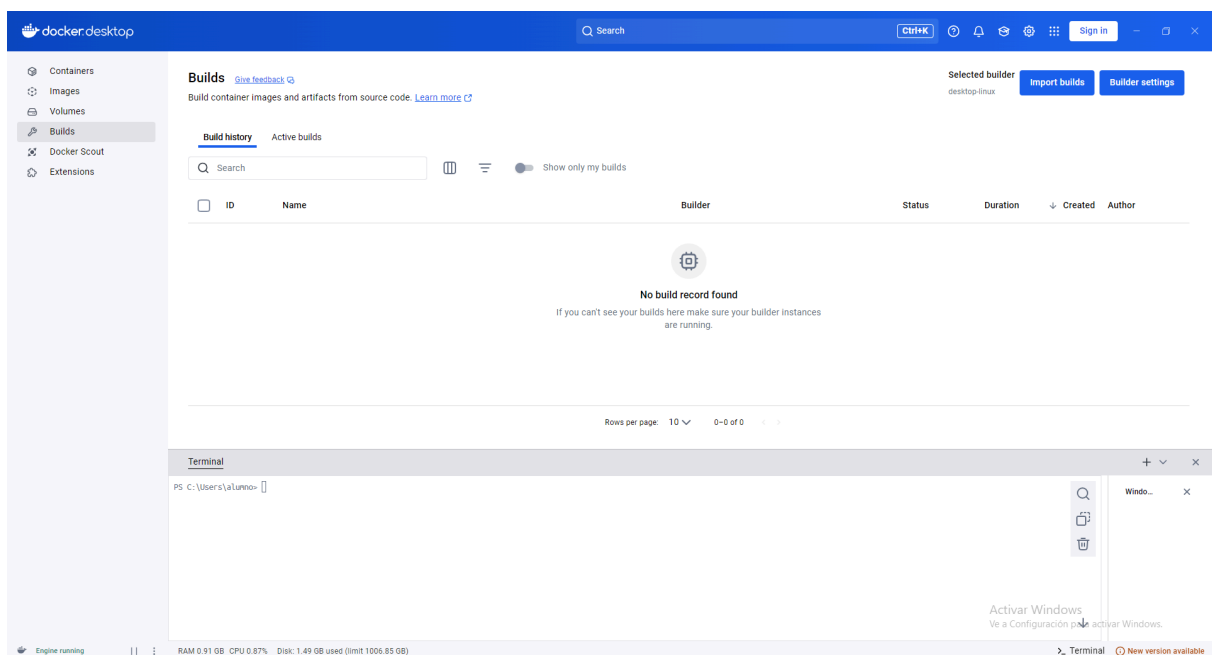 docker.desktop
Search
Ctrl+K
Sign in
Containers
Images
Volumes
Builds
Docker Scout
Extensions
Builds Give feedback
Build container images and artifacts from source code. Learn more
Selected builder
desktop-linux
Import builds
Builder settings
Build history Active builds
Search
Show only my builds
ID Name Builder Status Duration Created Author
No build record found
If you can't see your builds here make sure your builder instances
are running.
Rows per page: 10 0–0 of 0
Terminal
PS C:\Users\alumno>
Windo...
Activar Windows
Ve a Configuración para activar Windows.
Engine running
RAM 0.91 GB CPU 0.87% Disk: 1.49 GB used (limit 1006.85 GB)
>_ Terminal
New version available